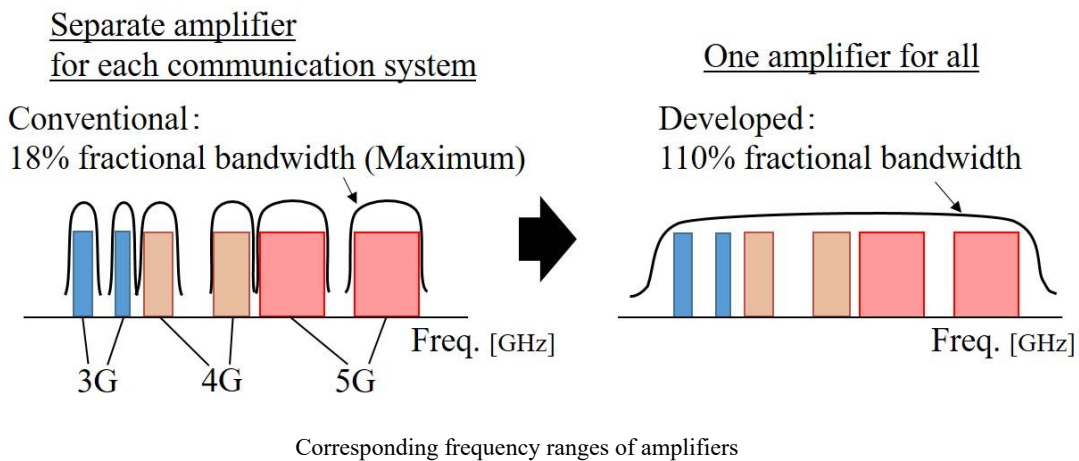 Separate amplifier
for each communication system
Conventional:
18% fractional bandwidth (Maximum)
3G
4G
5G
Freq. [GHz]
One amplifier for all
Developed:
110% fractional bandwidth
Freq. [GHz]
Corresponding frequency ranges of amplifiers